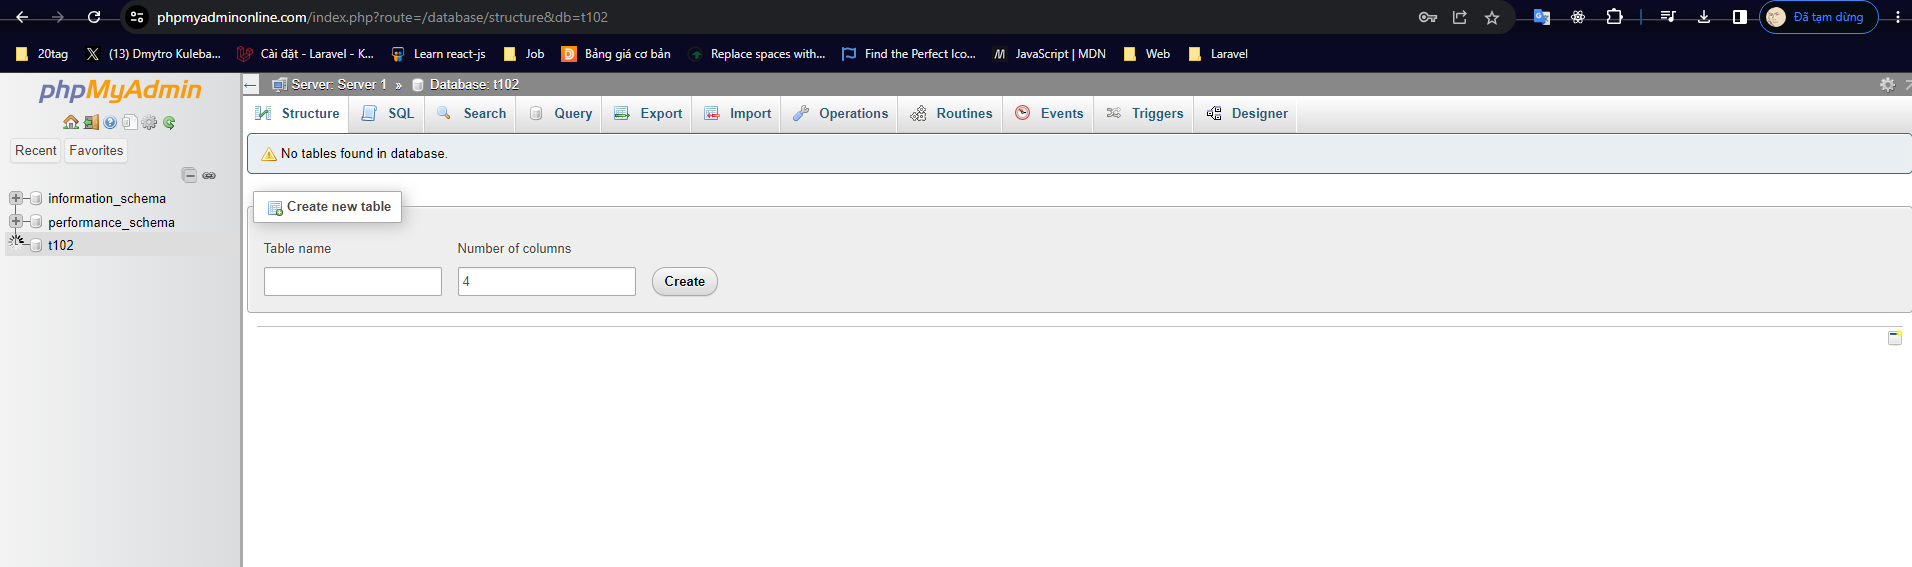 phpmyadminonline.com/index.php?route=/database/structure&db=t102
Đã tạm dừng
20tag
(13) Dmytro Kuleba...
Cài đặt - Laravel - K...
Learn react-js
Job
Bảng giá cơ bản
Replace spaces with...
Find the Perfect Ico...
JavaScript | MDN
Web
Laravel
phpMyAdmin
Recent
Favorites
information_schema
performance_schema
t102
Server: Server 1 » Database: t102
Structure
SQL
Search
Query
Export
Import
Operations
Routines
Events
Triggers
Designer
No tables found in database.
Create new table
Table name
Number of columns
4
Create